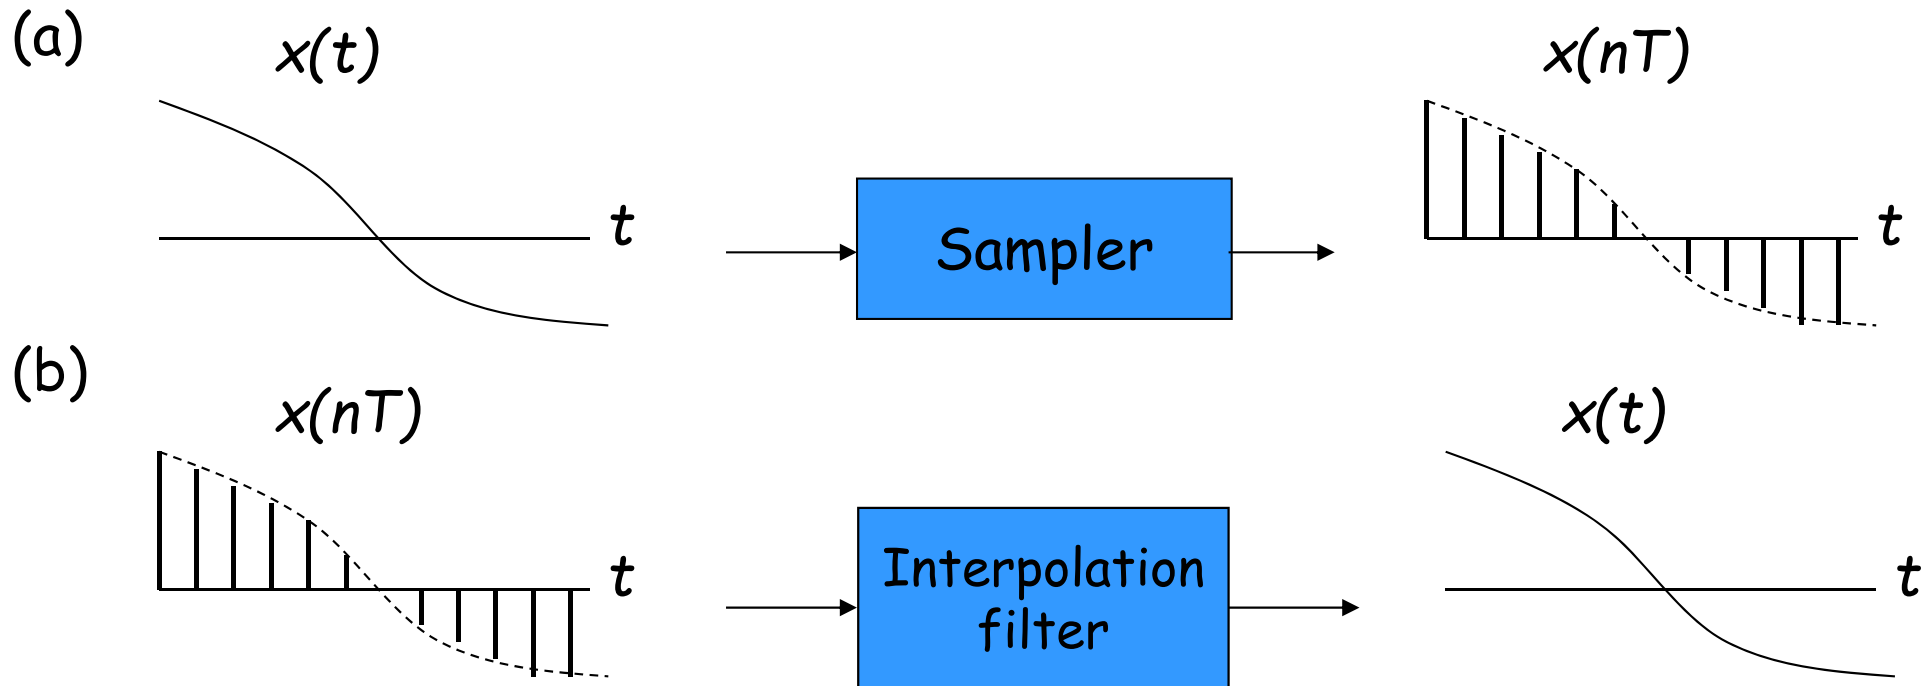 (a)
x(t)
x(nT)
t
Sampler
t
(b)
x(nT)
x(t)
t
Interpolation
filter
t